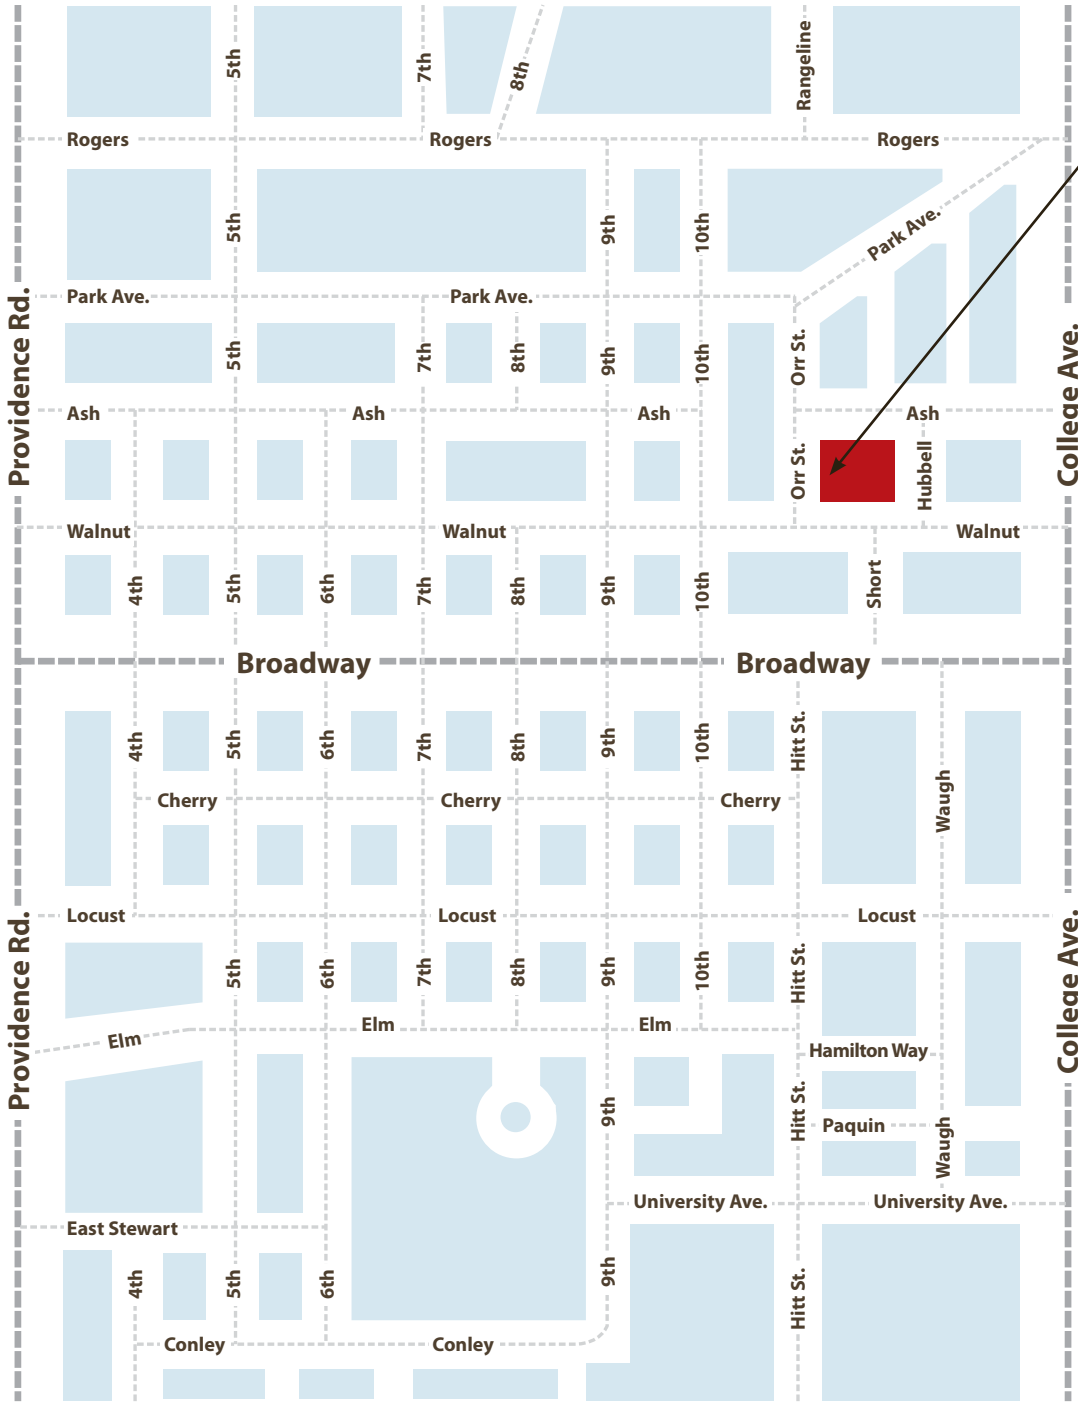 5th
7th
8th
Rangeline
Rogers
Rogers
Rogers
5th
9th
10th
Park Ave.
Park Ave.
Park Ave.
Providence Rd.
College Ave.
5th
7th
8th
9th
10th
Orr St.
Ash
Ash
Ash
Ash
Orr St.
Hubbell
Walnut
Walnut
Walnut
4th
5th
6th
7th
8th
9th
10th
Short
Broadway
Broadway
4th
5th
6th
7th
8th
9th
10th
Hitt St.
Waugh
Cherry
Cherry
Cherry
Locust
Locust
Locust
Providence Rd.
College Ave.
5th
6th
7th
8th
9th
10th
Hitt St.
Elm
Elm
Elm
Hamilton Way
9th
Hitt St.
Paquin
Waugh
University Ave.
University Ave.
East Stewart
4th
5th
6th
9th
Hitt St.
Conley
Conley